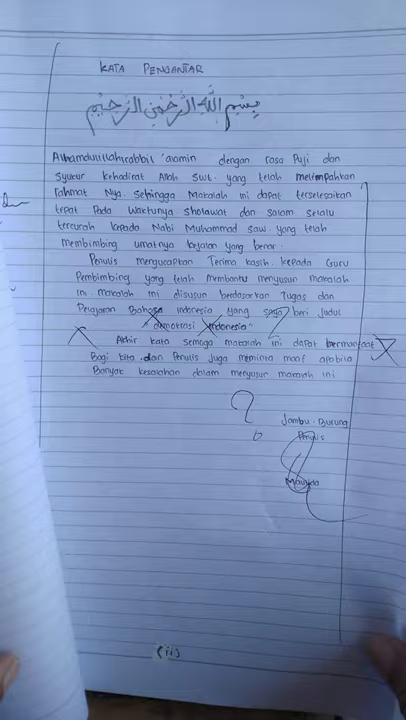 KATA PENGANTAR
بِسْمِ اللَّهِ الرَّحْمَنِ الرَّحِيمِ
Alhamdulillahirabbil 'aamin dengan rasa Puji dan
syukur kehadirat Allah Swt. yang telah melimpahkan
rahmat Nya. sehingga Makalah ini dapat terselesaikan
tepat Pada Waktunya sholawat dan salam selalu
tercurah kepada Nabi Muhammad saw. yang telah
membimbing umatnya kejalan yang benar.
Penulis mengucapkan Terima kasih kepada Guru
Pembimbing yang telah membantu menyusun makalah
ini. makalah ini disusun berdasarkan Tugas dan
Pelajaran Bahasa indonesia yang saya beri Judul
"demokrasi indonesia"
Akhir kata semoga makalah ini dapat bermanfaat
Bagi kita dan Penulis Juga meminta maaf apabila
Banyak kesalahan dalam menyusun makalah ini
Jambu. Burung
Penulis
(ii)